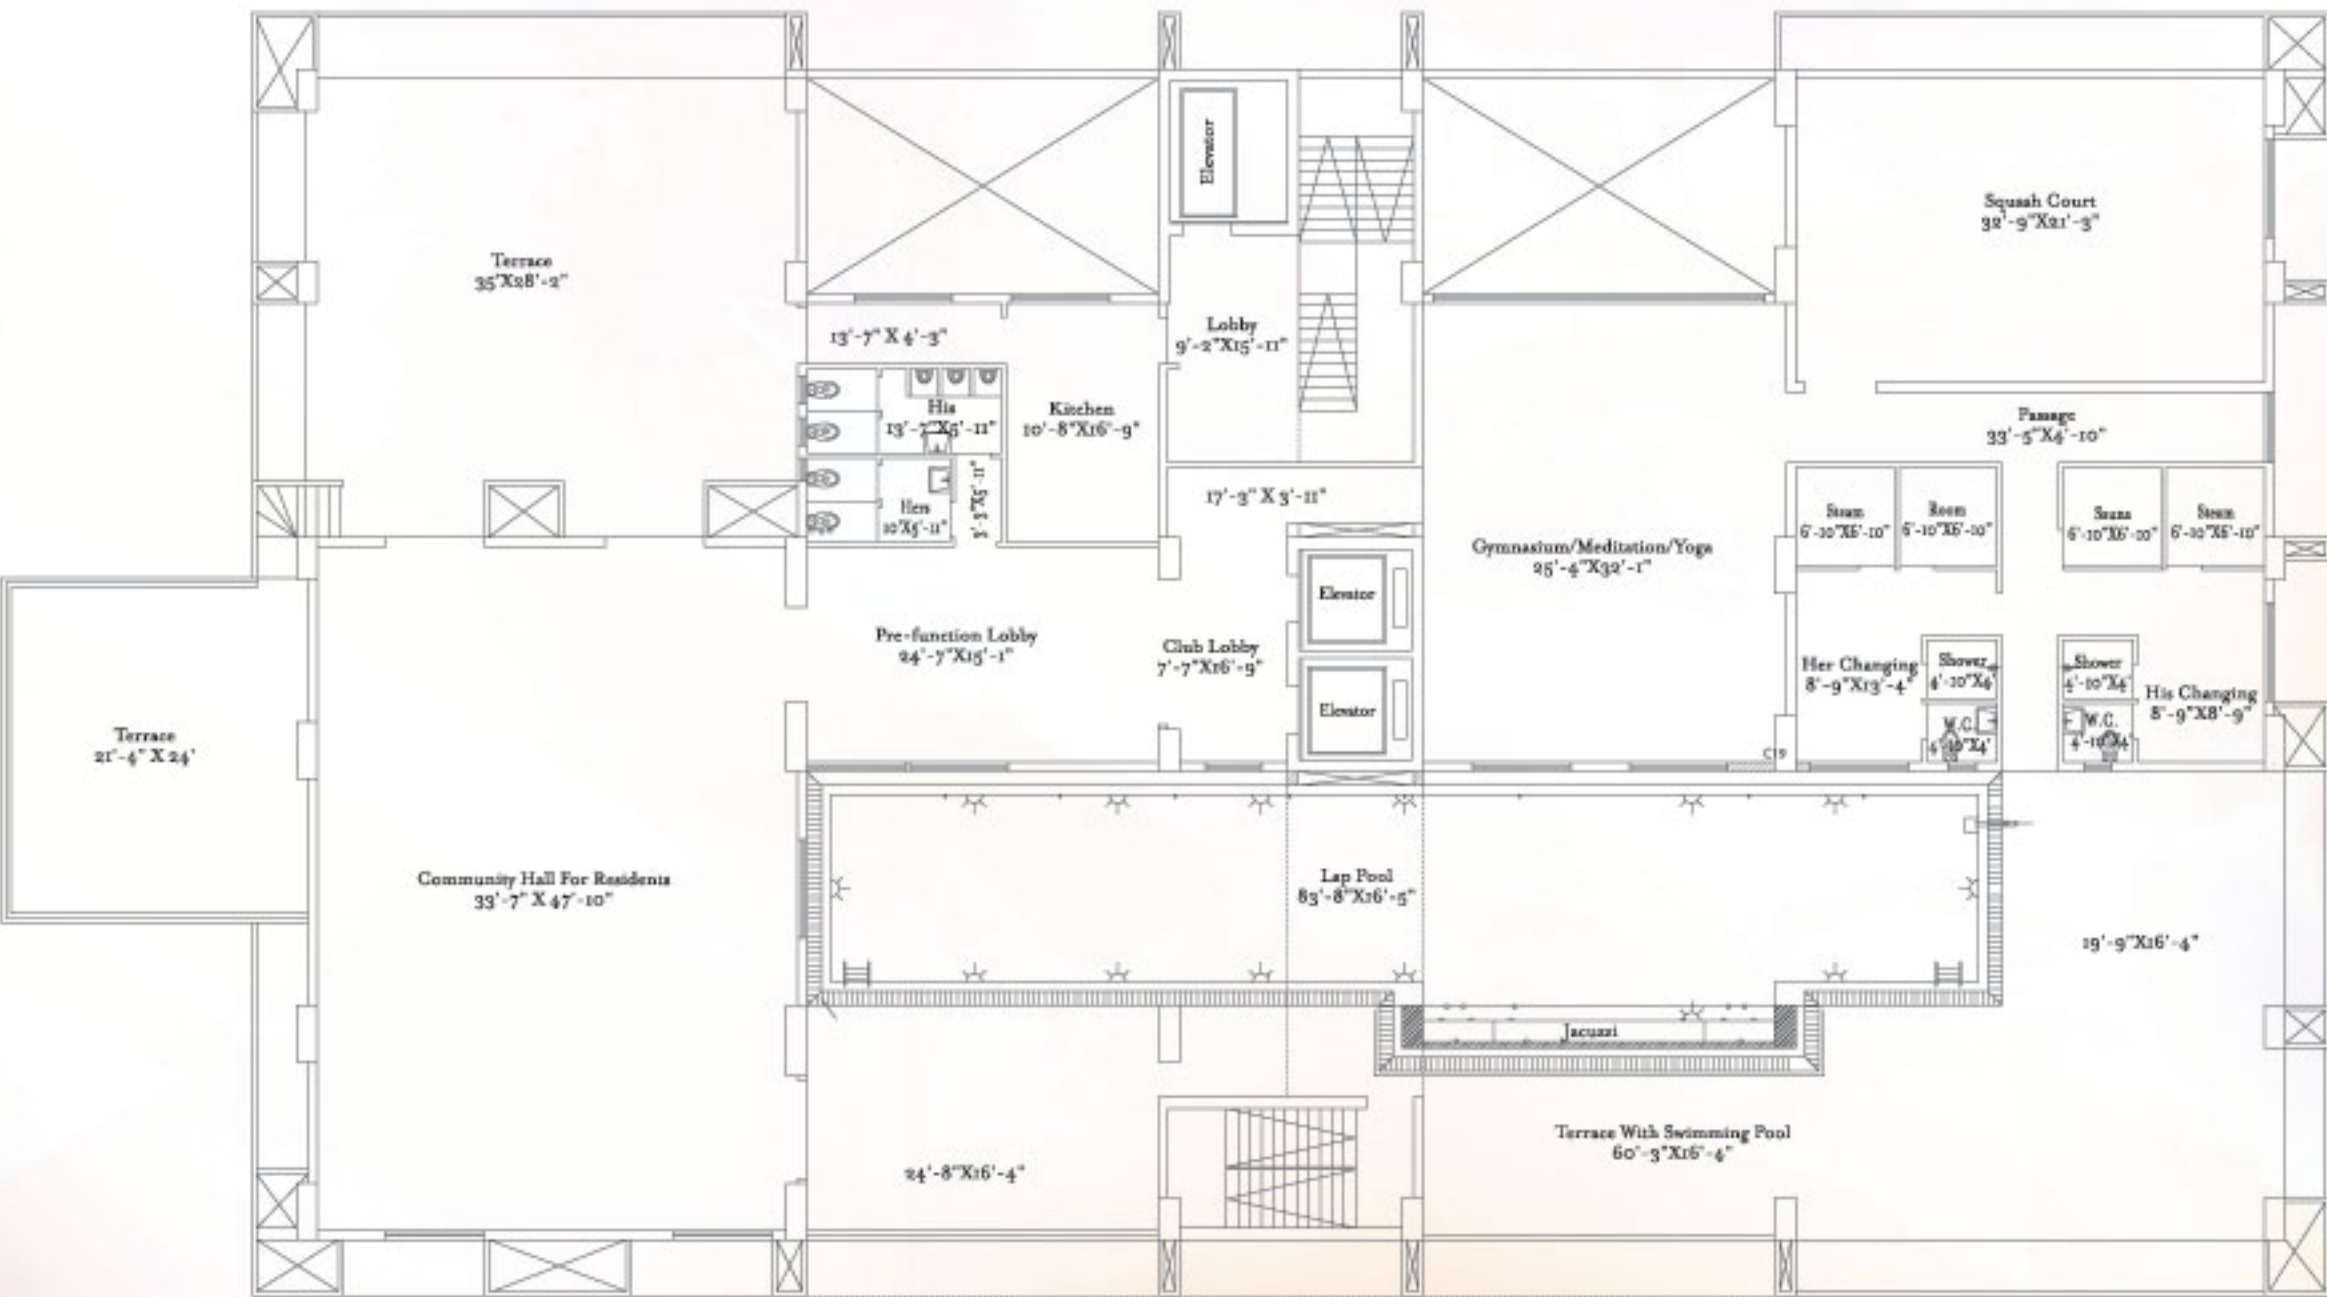 Elevator
Squash Court
32'-9"X21'-3"
Terrace
35'X28'-2"
13'-7" X 4'-3"
Lobby
9'-2"X15'-11"
His
13'-7"X5'-11"
Kitchen
10'-8"X16'-9"
Passage
33'-5"X4'-10"
Hers
10'X5'-11"
3'-3"X5'-11"
17'-3" X 3'-11"
Steam
6'-10"X6'-10"
Room
6'-10"X6'-10"
Sauna
6'-10"X6'-10"
Steam
6'-10"X6'-10"
Gymnasium/Meditation/Yoga
25'-4"X32'-1"
Elevator
Pre-function Lobby
24'-7"X15'-1"
Club Lobby
7'-7"X16'-9"
Her Changing
8'-9"X13'-4"
Shower
4'-10"X4'
Shower
4'-10"X4'
His Changing
8'-9"X8'-9"
Elevator
W.C.
4'-10"X4'
W.C.
4'-10"X4'
C19
Terrace
21'-4" X 24'
Community Hall For Residents
33'-7" X 47'-10"
Lap Pool
83'-8"X16'-5"
19'-9"X16'-4"
Jacuzzi
Terrace With Swimming Pool
60'-3"X16'-4"
24'-8"X16'-4"